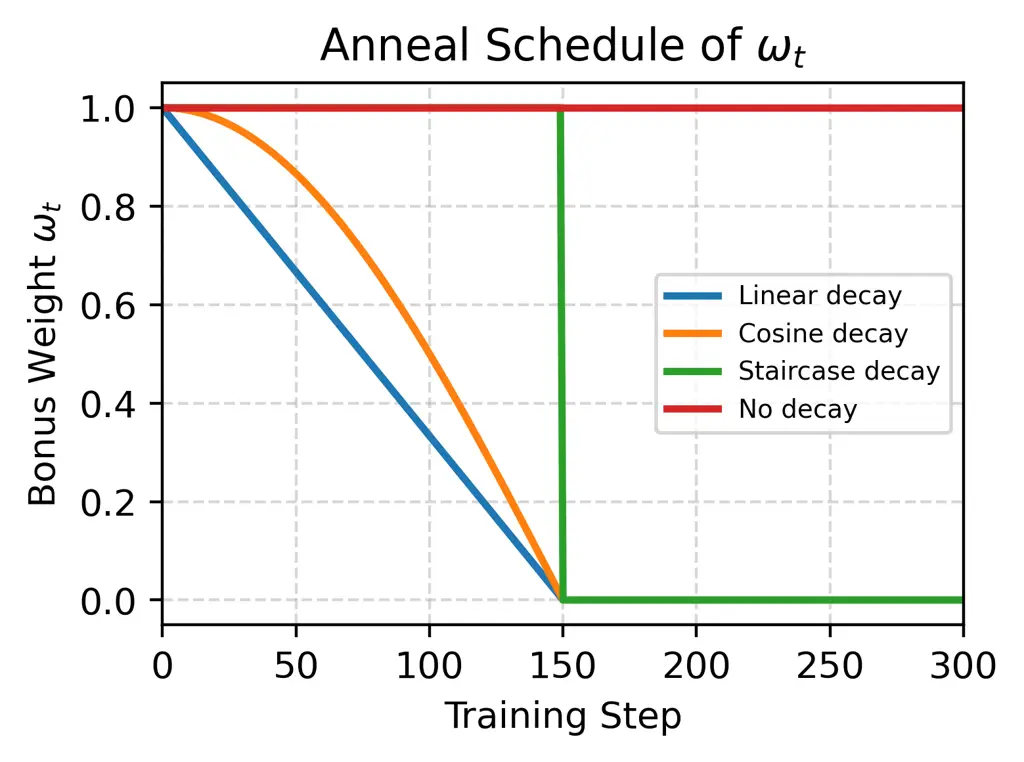 Anneal Schedule of ωt
Bonus Weight ωt
1.0
0.8
0.6
0.4
0.2
0.0
Linear decay
Cosine decay
Staircase decay
No decay
0 50 100 150 200 250 300
Training Step